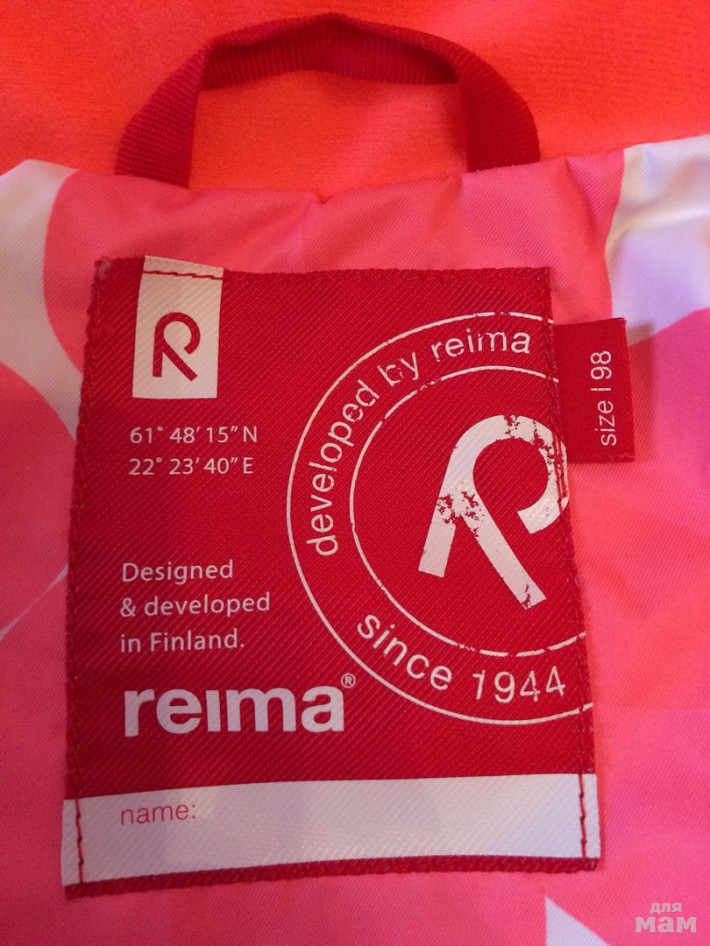 61° 48' 15" N
22° 23' 40" E
developed by reima
since 1944
size | 98
Designed
& developed
in Finland.
reima®
name:
для
мам